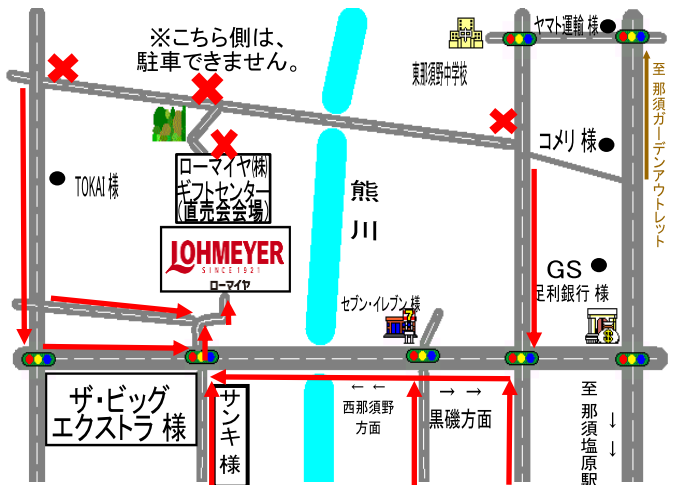 ※こちら側は、
駐車できません。
ヤマト運輸 様
東那須野中学校
至 那須ガーデンアウトレット
コメリ 様
TOKAI 様
ローマイヤ㈱
ギフトセンター
(直売会会場)
熊川
LOHMEYER
SINCE 1921
ローマイヤ
GS
足利銀行 様
セブン・イレブン 様
7
ザ・ビッグ
エクストラ 様
サンキ 様
← ←
西那須野
方面
→ →
黒磯方面
至 那須塩原駅
→ →